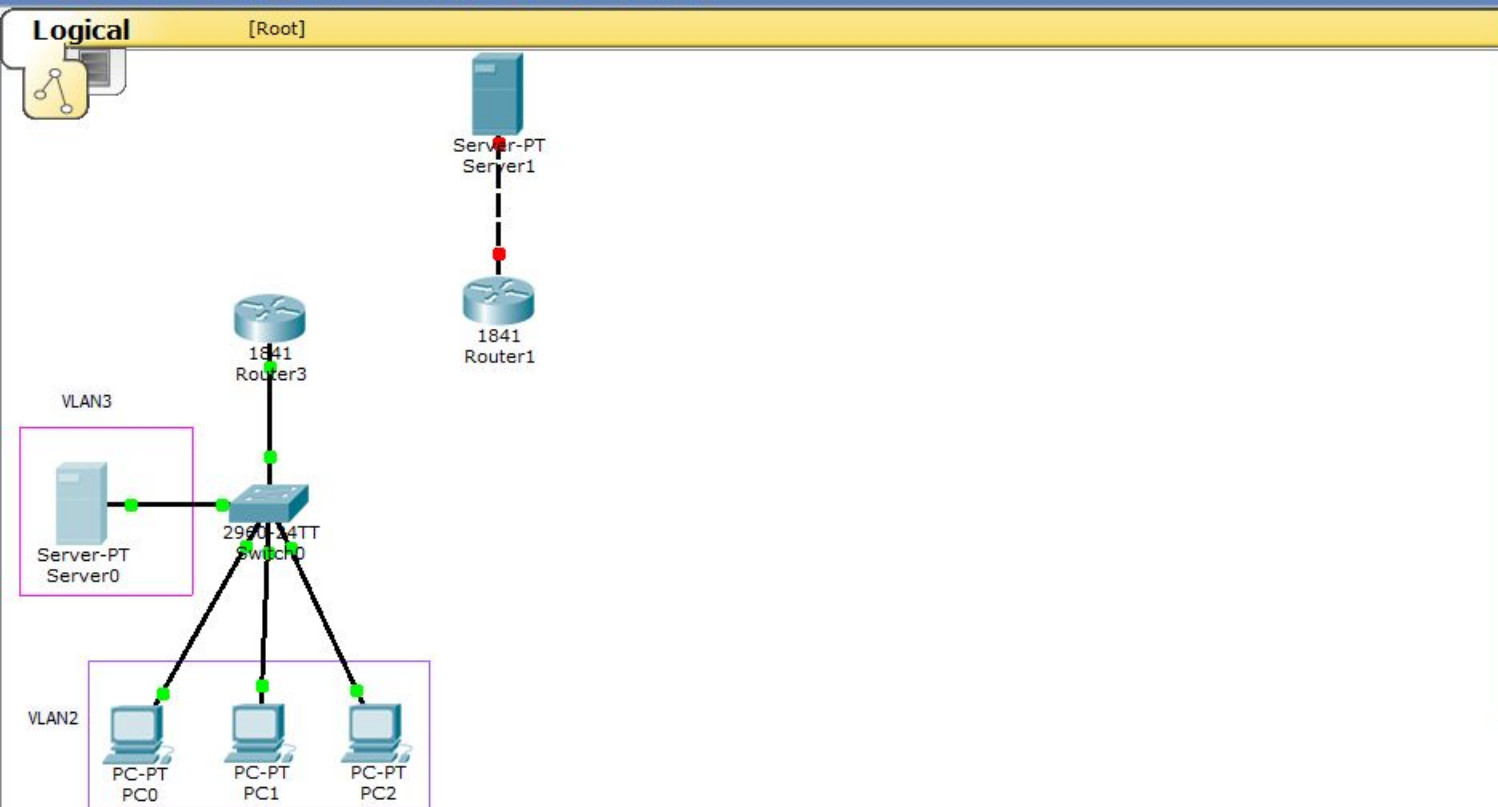 Logical
[Root]
Server-PT
Server1
1841
Router1
1841
Router3
VLAN3
Server-PT
Server0
2960-24TT
Switch0
VLAN2
PC-PT
PC0
PC-PT
PC1
PC-PT
PC2